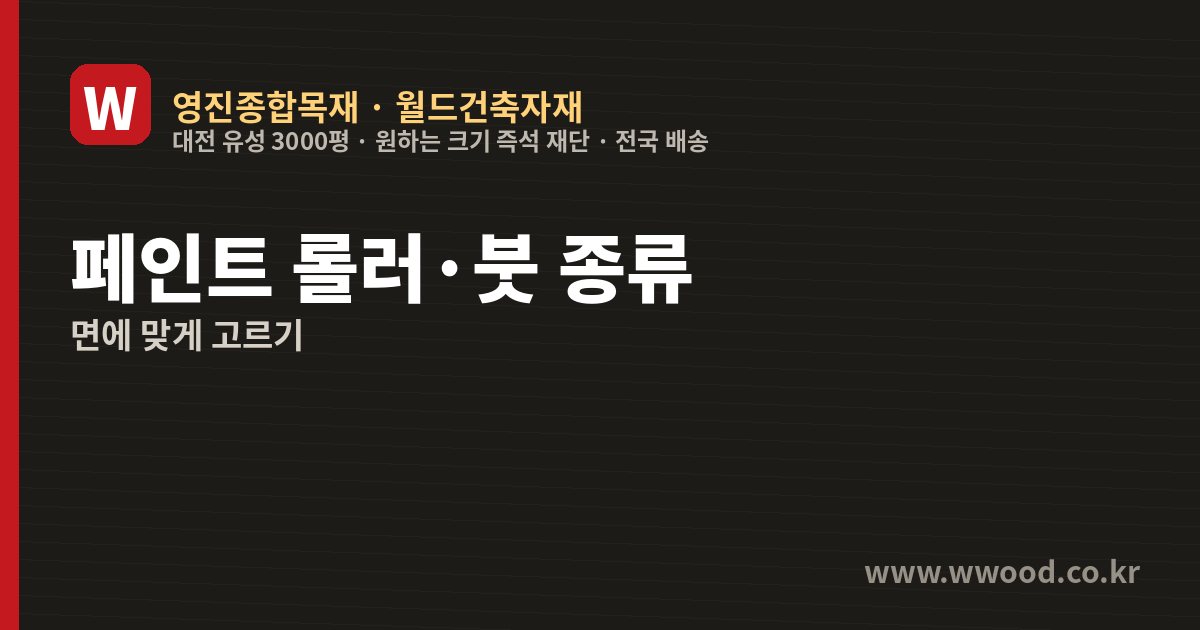 W
영진종합목재 · 월드건축자재
대전 유성 3000평 · 원하는 크기 즉석 재단 · 전국 배송
페인트 롤러·붓 종류
면에 맞게 고르기
www.wwood.co.kr